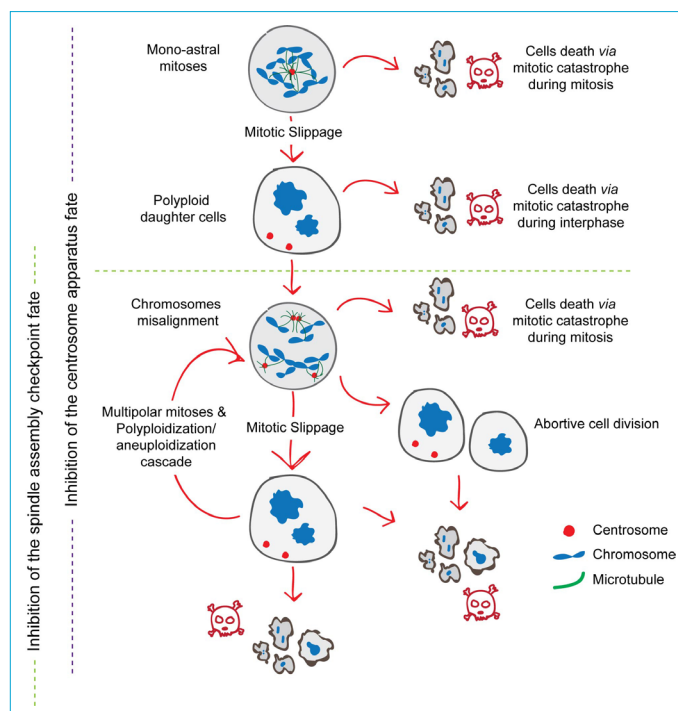 Mono-astral
mitoses
Cells death via
mitotic catastrophe
during mitosis
Mitotic Slippage
Polyploid
daughter cells
Cells death via
mitotic catastrophe
during interphase
Chromosomes
misalignment
Cells death via
mitotic catastrophe
during mitosis
Multipolar mitoses &
Polyploidization/
aneuploidization
cascade
Mitotic Slippage
Abortive cell division
Centrosome
Chromosome
Microtubule
Inhibition of the spindle assembly checkpoint fate
Inhibition of the centrosome apparatus fate